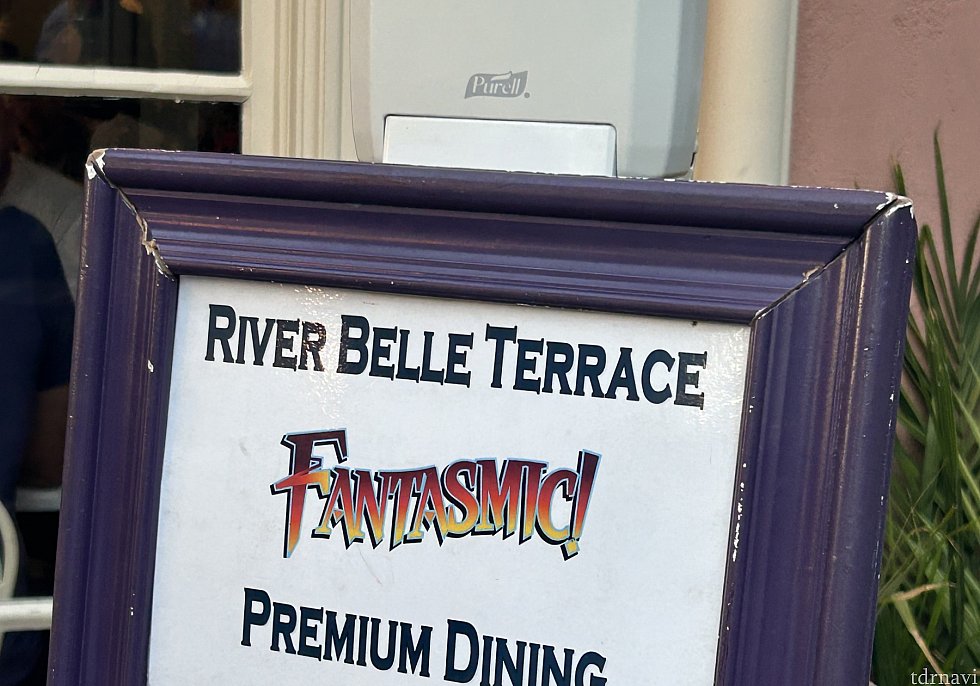 Purell
RIVER BELLE TERRACE
FANTASMIC!
PREMIUM DINING
tdrnavi